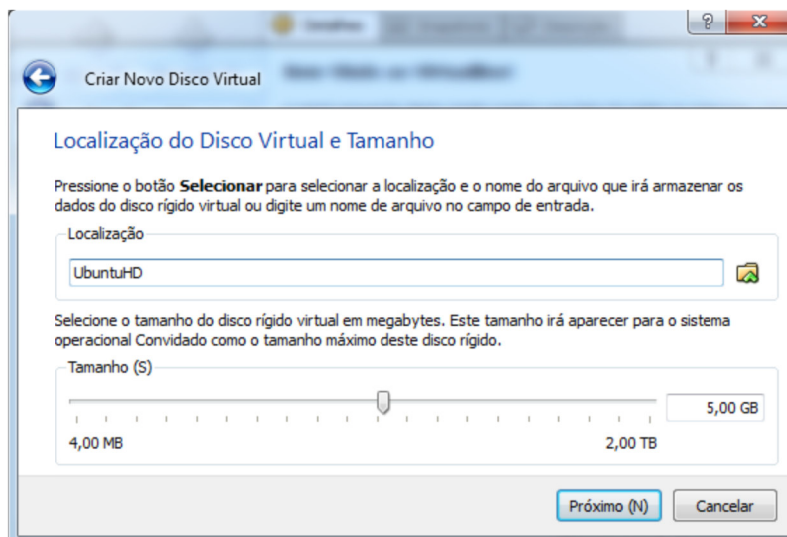 Criar Novo Disco Virtual
Localização do Disco Virtual e Tamanho
Pressione o botão Selecionar para selecionar a localização e o nome do arquivo que irá armazenar os
dados do disco rígido virtual ou digite um nome de arquivo no campo de entrada.
Localização
UbuntuHD
Selecione o tamanho do disco rígido virtual em megabytes. Este tamanho irá aparecer para o sistema
operacional Convidado como o tamanho máximo deste disco rígido.
Tamanho (S)
5,00 GB
4,00 MB 2,00 TB
Próximo (N) Cancelar